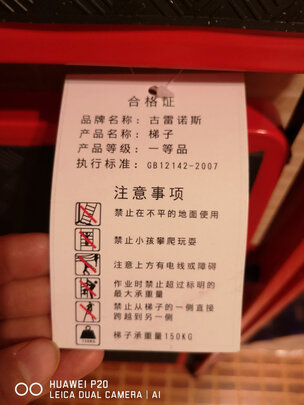 合格证
品牌名称: 古雷诺斯
产品名称: 梯子
产品等级: 一等品
执行标准: GB12142-2007
注意事项
禁止在不平的地面使用
禁止小孩攀爬玩耍
注意上方有电线或障碍
作业时禁止超过标明的
最大承重量
禁止从梯子的一侧直接
跨越到另一侧
梯子承重量150KG
150KG
HUAWEI P20
LEICA DUAL CAMERA | AI